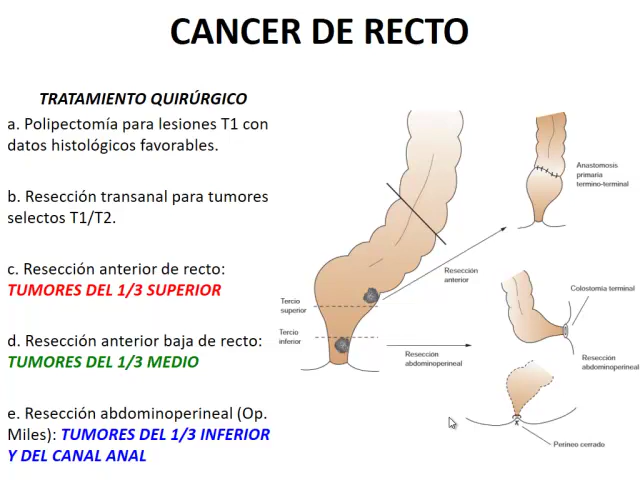 CANCER DE RECTO
TRATAMIENTO QUIRÚRGICO
a. Polipectomía para lesiones T1 con
datos histológicos favorables.
b. Resección transanal para tumores
selectos T1/T2.
c. Resección anterior de recto:
TUMORES DEL 1/3 SUPERIOR
d. Resección anterior baja de recto:
TUMORES DEL 1/3 MEDIO
e. Resección abdominoperineal (Op.
Miles): TUMORES DEL 1/3 INFERIOR
Y DEL CANAL ANAL
Anastomosis
primaria
termino-terminal
Resección
anterior
Colostomía terminal
Tercio
superior
Tercio
inferior
Resección
abdominoperineal
Resección
abdominoperineal
Perineo cerrado